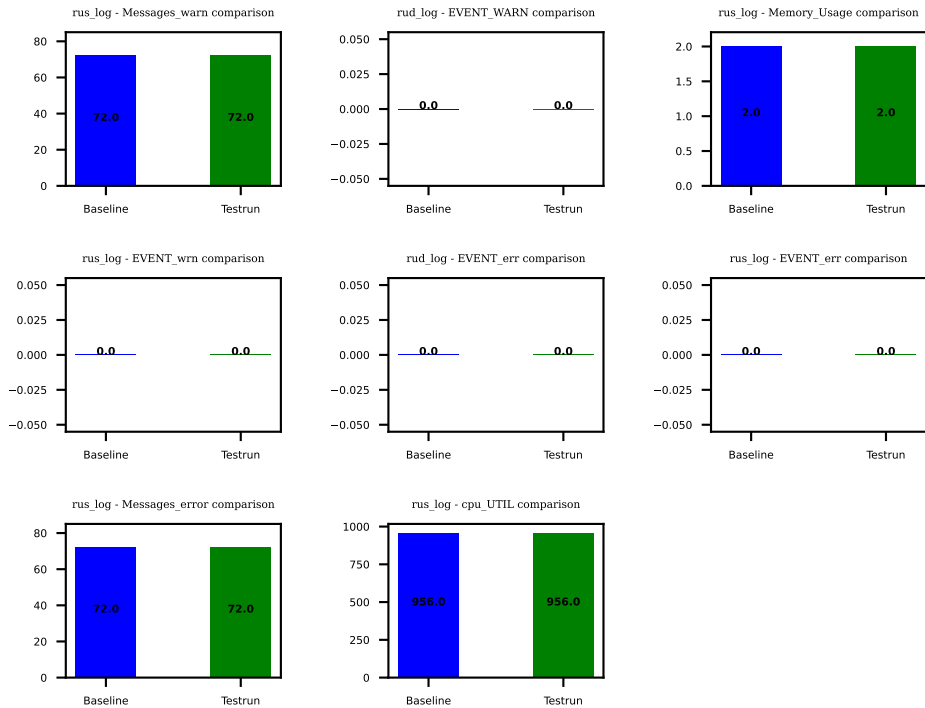 rus_log - Messages_warn comparison
80
60
40
20
0
72.0
72.0
Baseline
Testrun
rud_log - EVENT_WARN comparison
0.050
0.025
0.000
−0.025
−0.050
0.0
0.0
Baseline
Testrun
rus_log - Memory_Usage comparison
2.0
1.5
1.0
0.5
0.0
2.0
2.0
Baseline
Testrun
rus_log - EVENT_wrn comparison
0.050
0.025
0.000
−0.025
−0.050
0.0
0.0
Baseline
Testrun
rud_log - EVENT_err comparison
0.050
0.025
0.000
−0.025
−0.050
0.0
0.0
Baseline
Testrun
rus_log - EVENT_err comparison
0.050
0.025
0.000
−0.025
−0.050
0.0
0.0
Baseline
Testrun
rus_log - Messages_error comparison
80
60
40
20
0
72.0
72.0
Baseline
Testrun
rus_log - cpu_UTIL comparison
1000
750
500
250
0
956.0
956.0
Baseline
Testrun